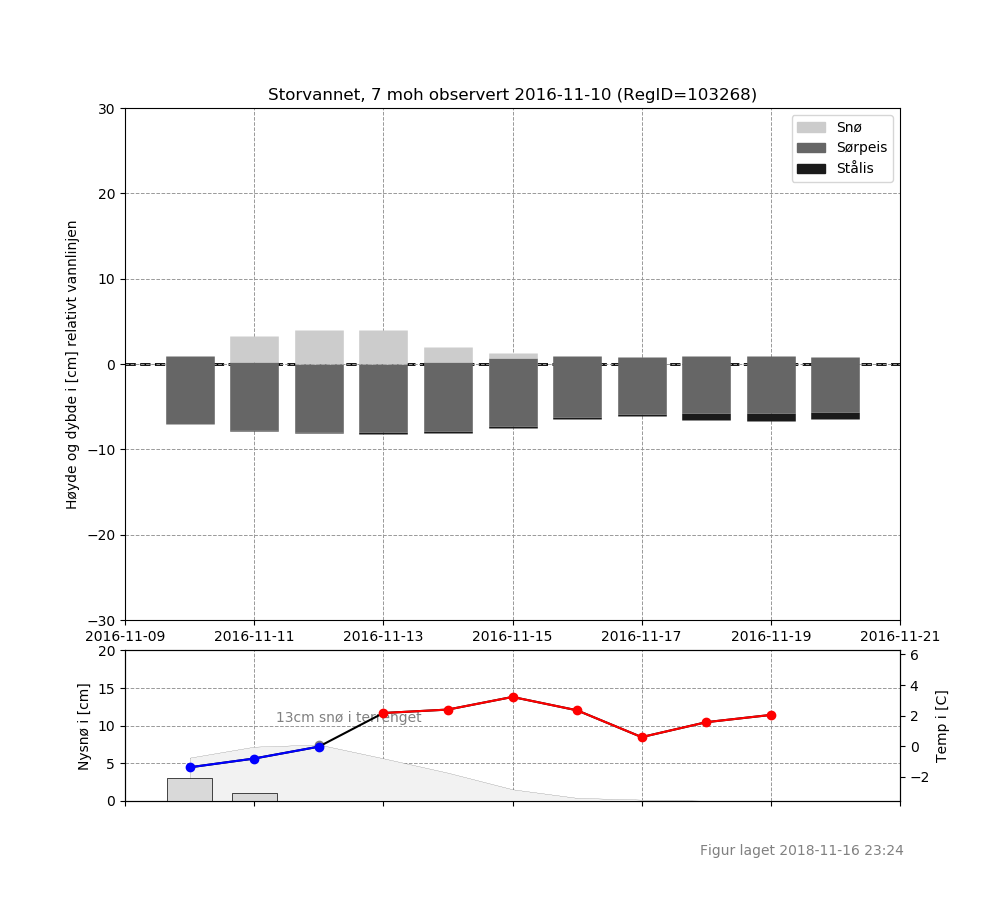 Storvannet, 7 moh observert 2016-11-10 (RegID=103268)
Høyde og dybde i [cm] relativt vannlinjen
30
20
10
0
−10
−20
−30
Snø
Sørpeis
Stålis
2016-11-09 2016-11-11 2016-11-13 2016-11-15 2016-11-17 2016-11-19 2016-11-21
Nysnø i [cm]
20
15
10
5
0
13cm snø i terrenget
6
4
2
0
−2
Temp i [C]
Figur laget 2018-11-16 23:24